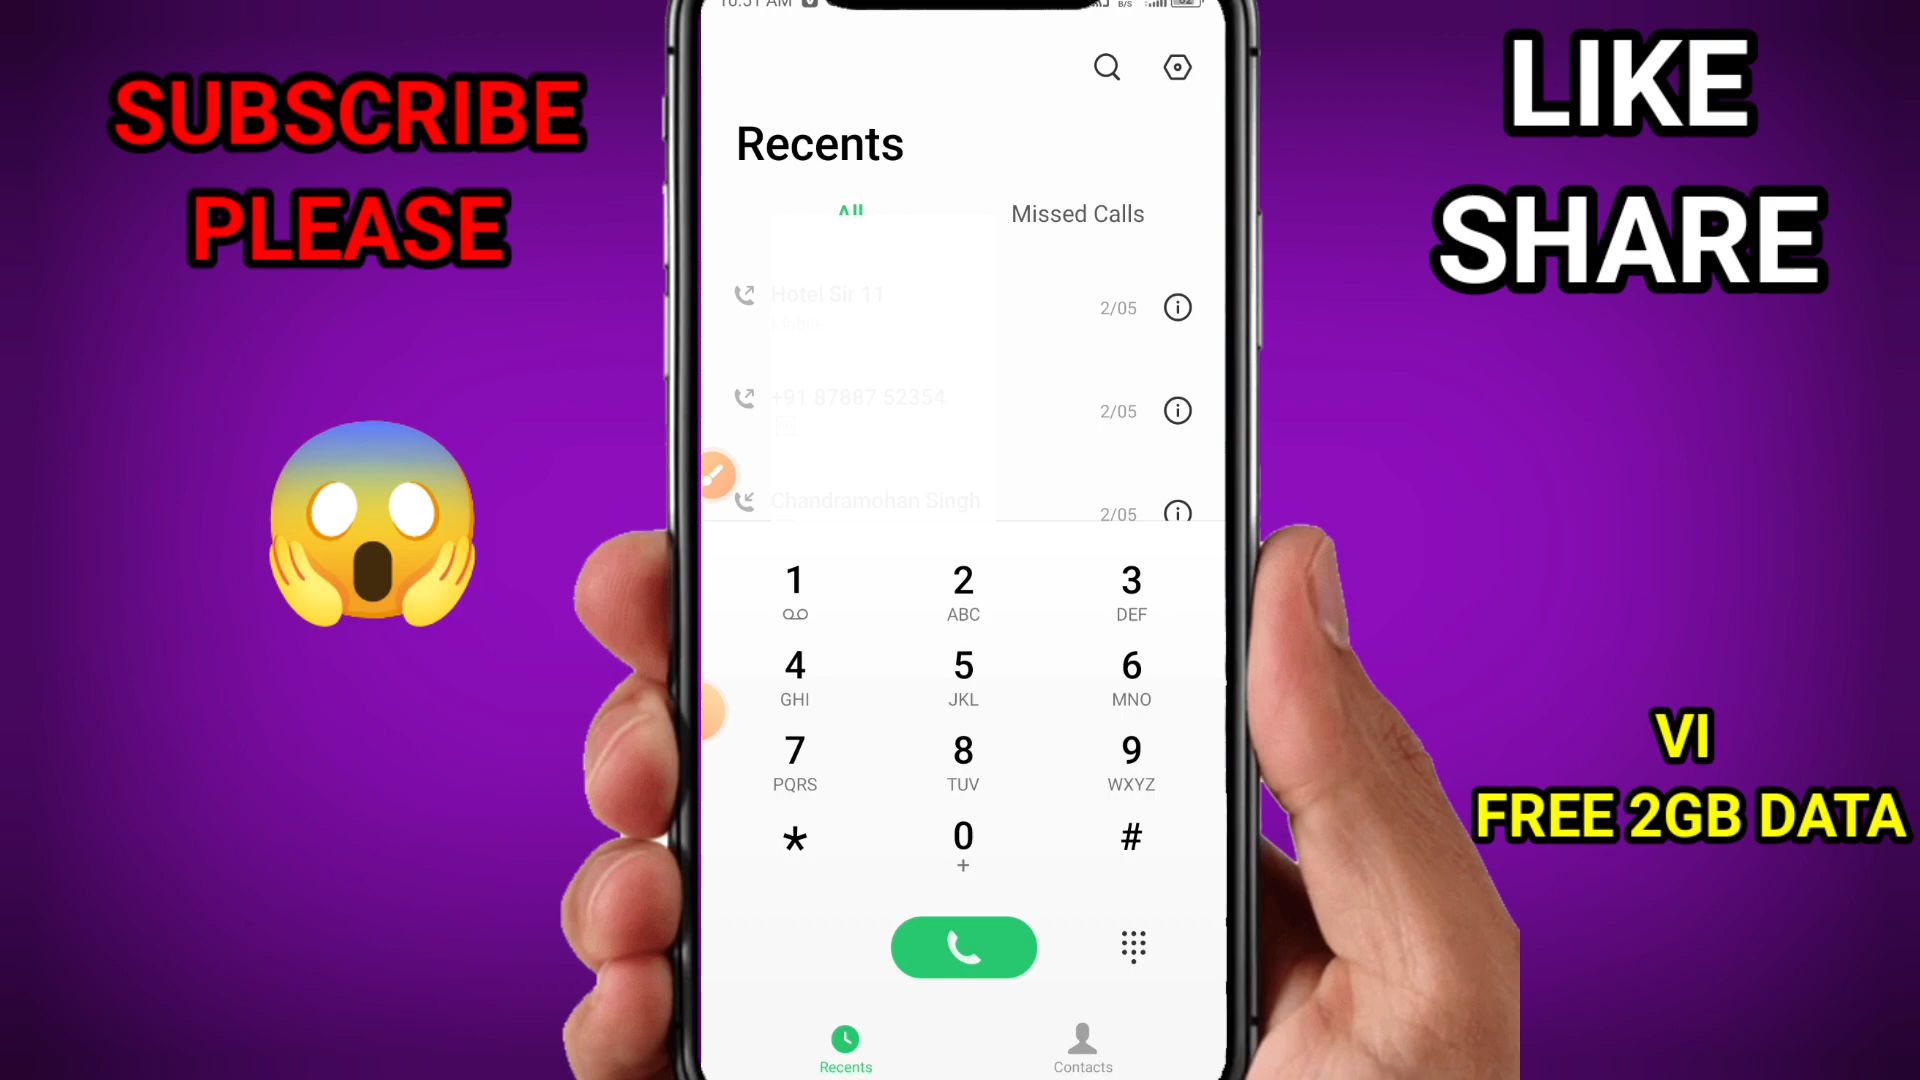 SUBSCRIBE
PLEASE
LIKE
SHARE
Recents
All
Missed Calls
Hotel Sir 11
Mobile
2/05
+91 87887 52354
2/05
Chandramohan Singh
2/05
1
2
ABC
3
DEF
4
GHI
5
JKL
6
MNO
7
PQRS
8
TUV
9
WXYZ
*
0
+
#
Recents
Contacts
VI
FREE 2GB DATA